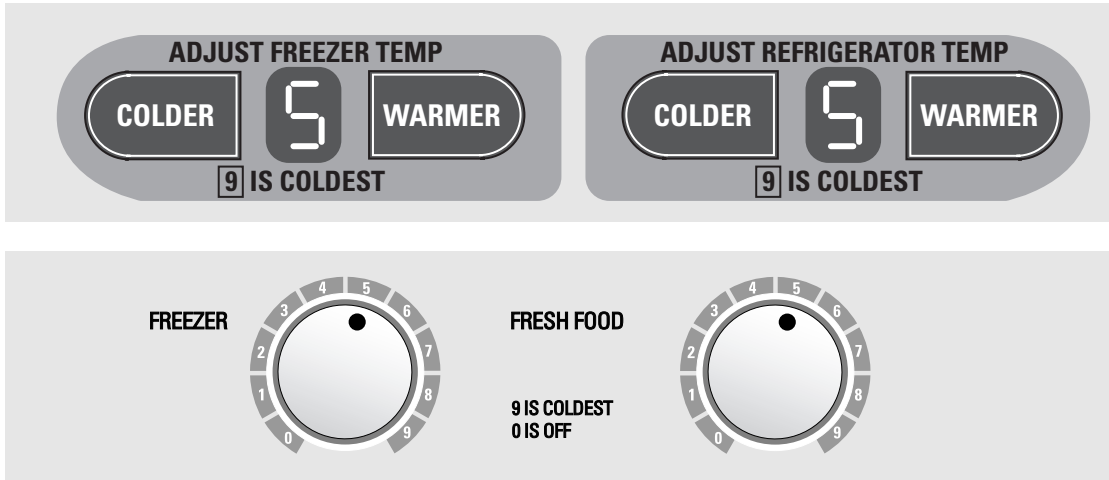 ADJUST FREEZER TEMP
COLDER 5 WARMER
9 IS COLDEST
ADJUST REFRIGERATOR TEMP
COLDER 5 WARMER
9 IS COLDEST
FREEZER
0 1 2 3 4 5 6 7 8 9
FRESH FOOD
9 IS COLDEST
0 IS OFF
0 1 2 3 4 5 6 7 8 9